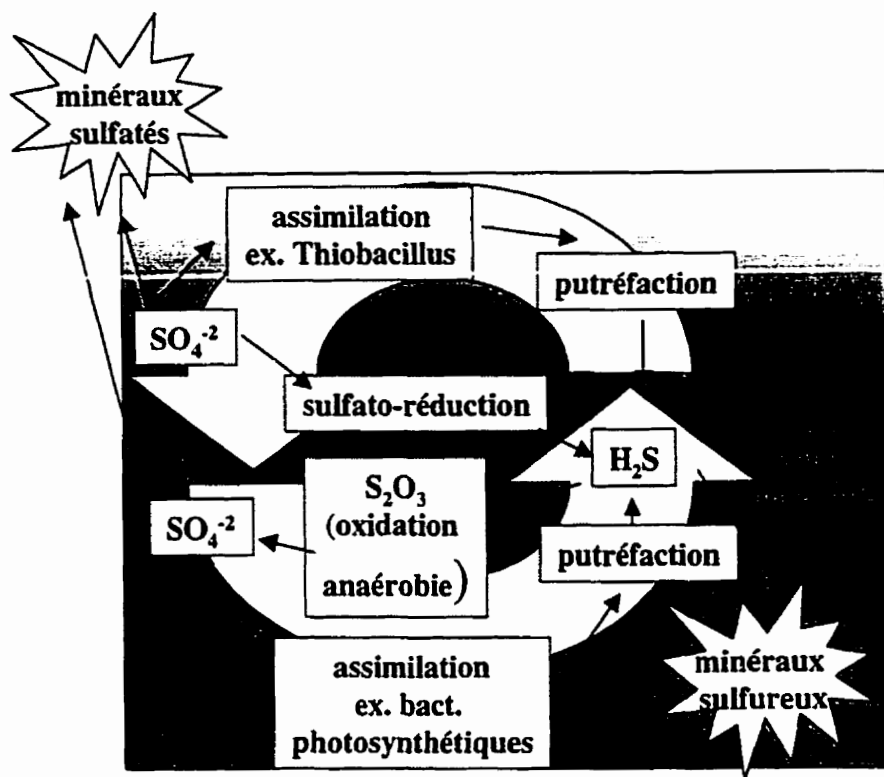 minéraux
sulfatés
assimilation
ex. Thiobacillus
putréfaction
SO₄⁻²
sulfato-réduction
H₂S
S₂O₃
(oxidation
anaérobie)
SO₄⁻²
putréfaction
assimilation
ex. bact.
photosynthétiques
minéraux
sulfureux